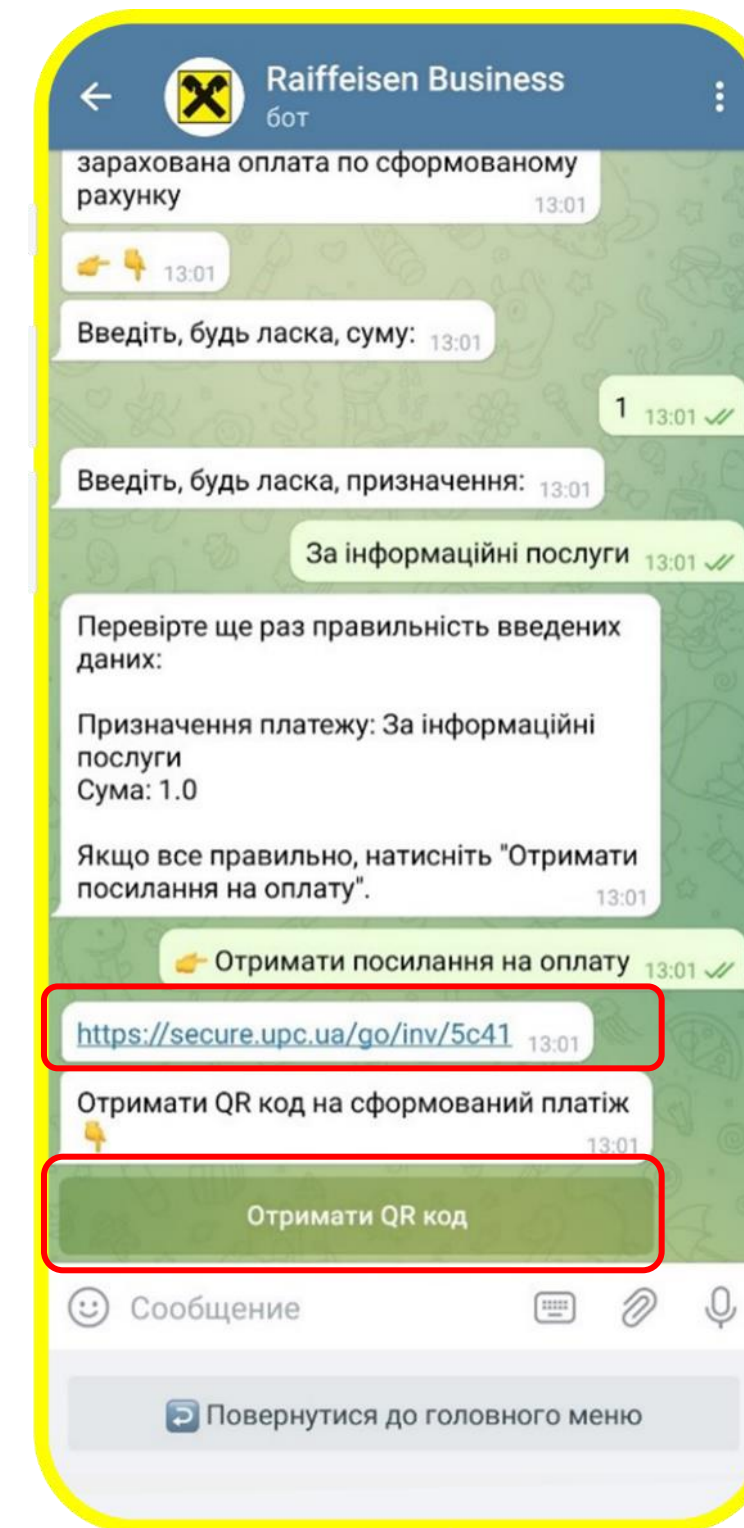 Raiffeisen Business
бот
зарахована оплата по сформованому
рахунку 13:01
👉 👇 13:01
Введіть, будь ласка, суму: 13:01
1 13:01
Введіть, будь ласка, призначення: 13:01
За інформаційні послуги 13:01
Перевірте ще раз правильність введених
даних:
Призначення платежу: За інформаційні
послуги
Сума: 1.0
Якщо все правильно, натисніть "Отримати
посилання на оплату". 13:01
👉 Отримати посилання на оплату 13:01
https://secure.upc.ua/go/inv/5c41 13:01
Отримати QR код на сформований платіж
👇 13:01
Отримати QR код
Сообщение
Повернутися до головного меню